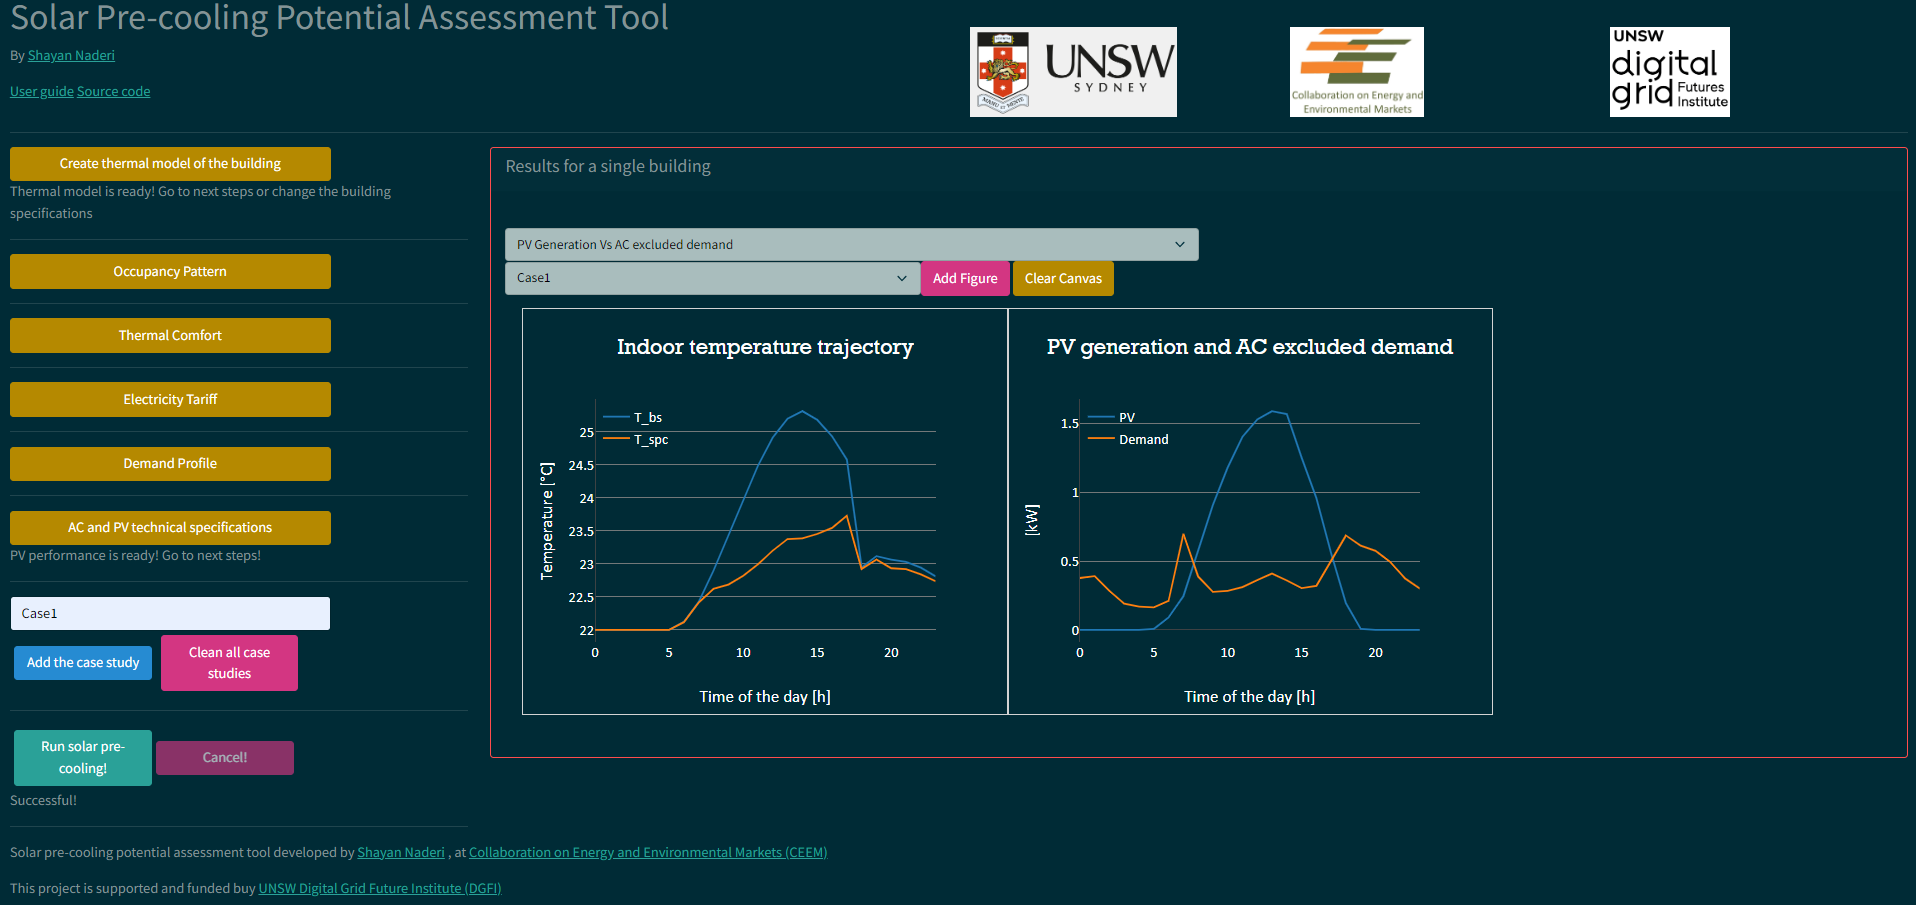 Solar Pre-cooling Potential Assessment Tool
By Shayan Naderi
User guide Source code
MANU ET MENTE
UNSW
SYDNEY
Collaboration on Energy and
Environmental Markets
UNSW
digital
grid Futures
Institute
Create thermal model of the building
Thermal model is ready! Go to next steps or change the building
specifications
Occupancy Pattern
Thermal Comfort
Electricity Tariff
Demand Profile
AC and PV technical specifications
PV performance is ready! Go to next steps!
Case1
Add the case study
Clean all case
studies
Run solar pre-
cooling!
Cancel!
Successful!
Results for a single building
PV Generation Vs AC excluded demand
Case1
Add Figure
Clear Canvas
Indoor temperature trajectory
T_bs
T_spc
25
24.5
24
23.5
23
22.5
22
Temperature [°C]
0 5 10 15 20
Time of the day [h]
PV generation and AC excluded demand
PV
Demand
1.5
1
0.5
0
[kW]
0 5 10 15 20
Time of the day [h]
Solar pre-cooling potential assessment tool developed by Shayan Naderi , at Collaboration on Energy and Environmental Markets (CEEM)
This project is supported and funded buy UNSW Digital Grid Future Institute (DGFI)